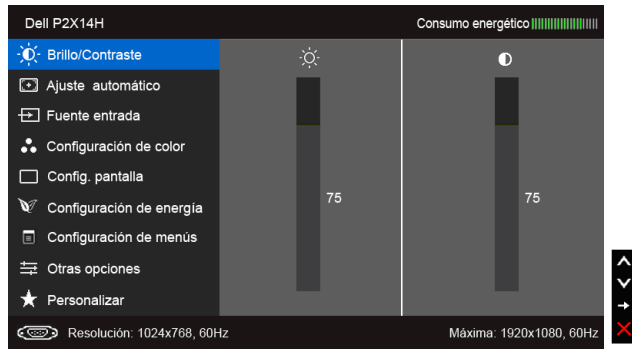 Dell P2X14H
Consumo energético
Brillo/Contraste
Ajuste automático
Fuente entrada
Configuración de color
Config. pantalla
Configuración de energía
Configuración de menús
Otras opciones
Personalizar
75
75
Resolución: 1024x768, 60Hz
Máxima: 1920x1080, 60Hz